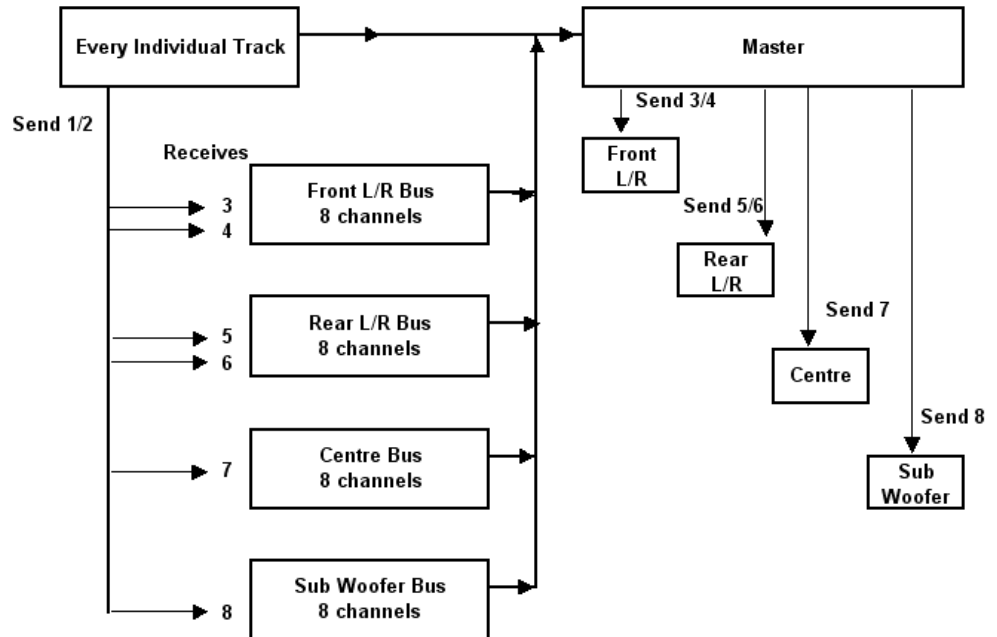 Every Individual Track
Master
Send 1/2
Receives
3
4
Front L/R Bus
8 channels
5
6
Rear L/R Bus
8 channels
7
Centre Bus
8 channels
8
Sub Woofer Bus
8 channels
Send 3/4
Front
L/R
Send 5/6
Rear
L/R
Send 7
Centre
Send 8
Sub
Woofer